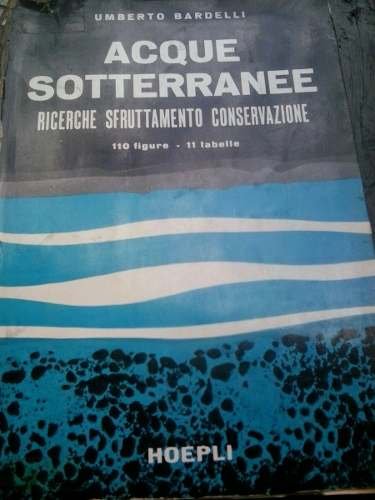 UMBERTO BARDELLI
ACQUE
SOTTERRANEE
RICERCHE SFRUTTAMENTO CONSERVAZIONE
110 figure - 11 tabelle
HOEPLI